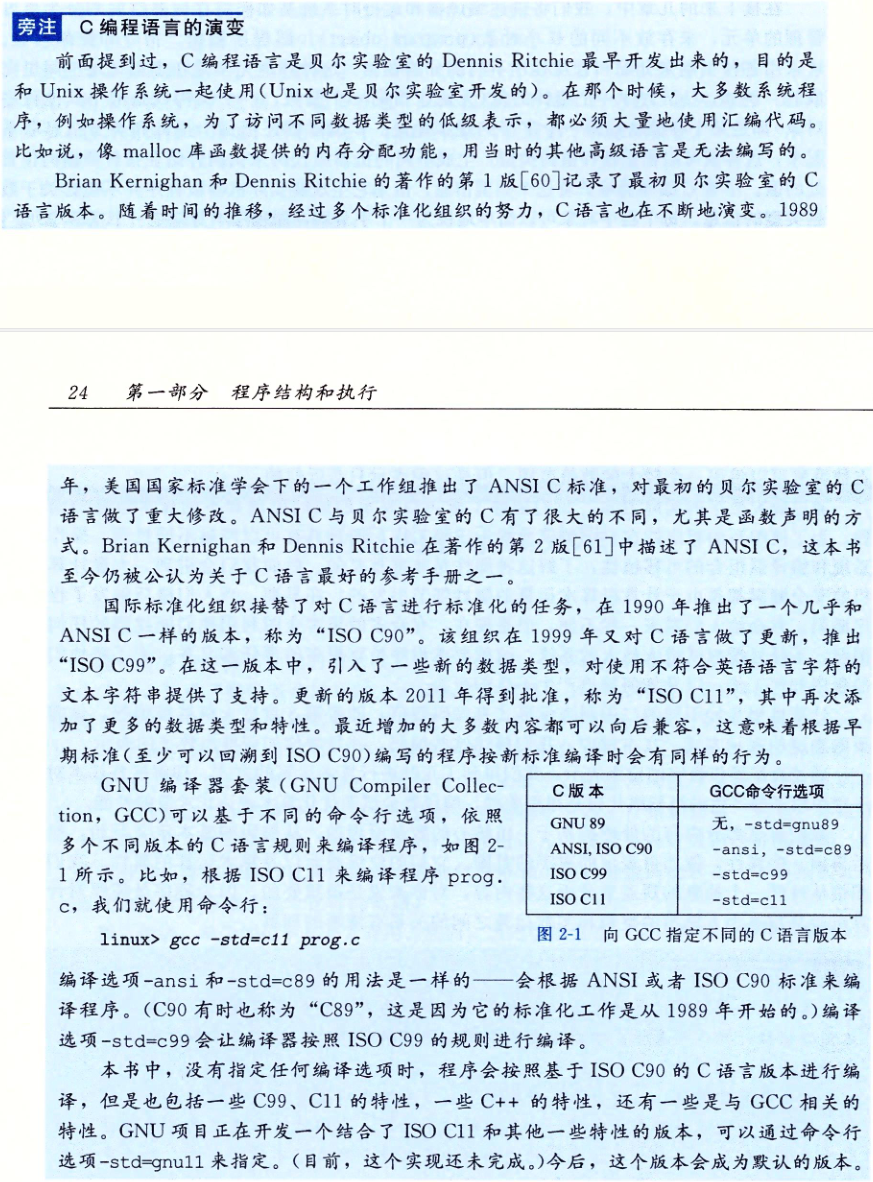 旁注 C 编程语言的演变
前面提到过，C 编程语言是贝尔实验室的 Dennis Ritchie 最早开发出来的，目的是
和 Unix 操作系统一起使用(Unix 也是贝尔实验室开发的)。在那个时候，大多数系统程
序，例如操作系统，为了访问不同数据类型的低级表示，都必须大量地使用汇编代码。
比如说，像 malloc 库函数提供的内存分配功能，用当时的其他高级语言是无法编写的。
Brian Kernighan 和 Dennis Ritchie 的著作的第 1 版[60]记录了最初贝尔实验室的 C
语言版本。随着时间的推移，经过多个标准化组织的努力，C 语言也在不断地演变。1989
24 第一部分 程序结构和执行
年，美国国家标准学会下的一个工作组推出了 ANSI C 标准，对最初的贝尔实验室的 C
语言做了重大修改。ANSI C 与贝尔实验室的 C 有了很大的不同，尤其是函数声明的方
式。Brian Kernighan 和 Dennis Ritchie 在著作的第 2 版[61]中描述了 ANSI C，这本书
至今仍被公认为关于 C 语言最好的参考手册之一。
国际标准化组织接替了对 C 语言进行标准化的任务，在 1990 年推出了一个几乎和
ANSI C 一样的版本，称为“ISO C90”。该组织在 1999 年又对 C 语言做了更新，推出
“ISO C99”。在这一版本中，引入了一些新的数据类型，对使用不符合英语语言字符的
文本字符串提供了支持。更新的版本 2011 年得到批准，称为“ISO C11”，其中再次添
加了更多的数据类型和特性。最近增加的大多数内容都可以向后兼容，这意味着根据早
期标准(至少可以回溯到 ISO C90)编写的程序按新标准编译时会有同样的行为。
GNU 编译器套装(GNU Compiler Collec-
tion，GCC)可以基于不同的命令行选项，依照
多个不同版本的 C 语言规则来编译程序，如图 2-
1 所示。比如，根据 ISO C11 来编译程序 prog.
c，我们就使用命令行：
linux> gcc -std=c11 prog.c
C 版 本 GCC命令行选项
GNU 89 无，-std=gnu89
ANSI, ISO C90 -ansi, -std=c89
ISO C99 -std=c99
ISO C11 -std=c11
图 2-1 向 GCC 指定不同的 C 语言版本
编译选项-ansi 和-std=c89 的用法是一样的——会根据 ANSI 或者 ISO C90 标准来编
译程序。(C90 有时也称为“C89”，这是因为它的标准化工作是从 1989 年开始的。)编译
选项-std=c99 会让编译器按照 ISO C99 的规则进行编译。
本书中，没有指定任何编译选项时，程序会按照基于 ISO C90 的 C 语言版本进行编
译，但是也包括一些 C99、C11 的特性，一些 C++ 的特性，还有一些是与 GCC 相关的
特性。GNU 项目正在开发一个结合了 ISO C11 和其他一些特性的版本，可以通过命令行
选项-std=gnu11 来指定。(目前，这个实现还未完成。)今后，这个版本会成为默认的版本。